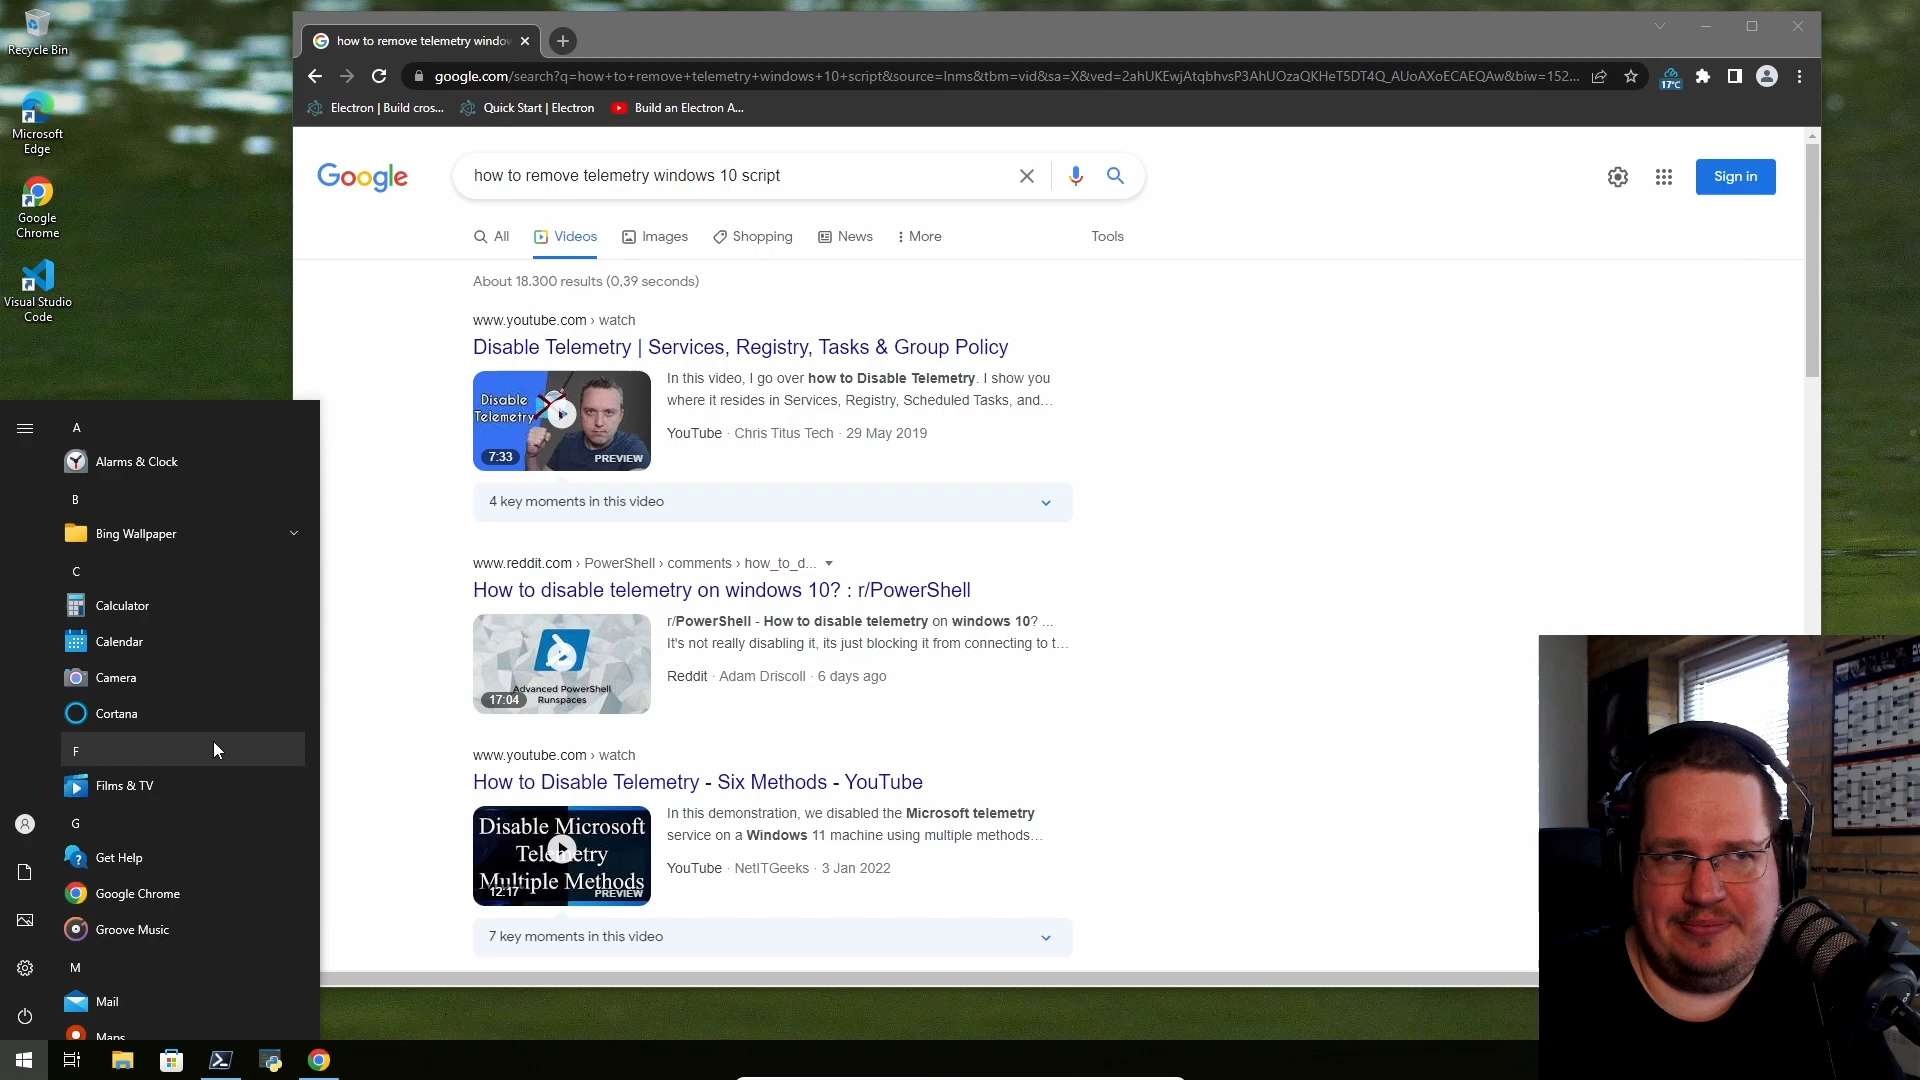 Recycle Bin
Microsoft
Edge
Google
Chrome
Visual Studio
Code
how to remove telemetry windo
google.com/search?q=how+to+remove+telemetry+windows+10+script&source=lnms&tbm=vid&sa=X&ved=2ahUKEwjAtqbhvsP3AhUOzaQKHeT5DT4Q_AUoAXoECAEQAw&biw=152...
17°C
Electron | Build cros...
Quick Start | Electron
Build an Electron A...
Google
how to remove telemetry windows 10 script
Sign in
All
Videos
Images
Shopping
News
More
Tools
About 18.300 results (0,39 seconds)
www.youtube.com › watch
Disable Telemetry | Services, Registry, Tasks & Group Policy
Disable
Telemetry
7:33
PREVIEW
In this video, I go over how to Disable Telemetry. I show you
where it resides in Services, Registry, Scheduled Tasks, and...
YouTube · Chris Titus Tech · 29 May 2019
4 key moments in this video
www.reddit.com › PowerShell › comments › how_to_d...
How to disable telemetry on windows 10? : r/PowerShell
Advanced PowerShell
Runspaces
17:04
r/PowerShell - How to disable telemetry on windows 10? ...
It's not really disabling it, its just blocking it from connecting to t...
Reddit · Adam Driscoll · 6 days ago
www.youtube.com › watch
How to Disable Telemetry - Six Methods - YouTube
Disable Microsoft
Telemetry
Multiple Methods
12:17
PREVIEW
In this demonstration, we disabled the Microsoft telemetry
service on a Windows 11 machine using multiple methods...
YouTube · NetITGeeks · 3 Jan 2022
7 key moments in this video
A
Alarms & Clock
B
Bing Wallpaper
C
Calculator
Calendar
Camera
Cortana
F
Films & TV
G
Get Help
Google Chrome
Groove Music
M
Mail
Maps